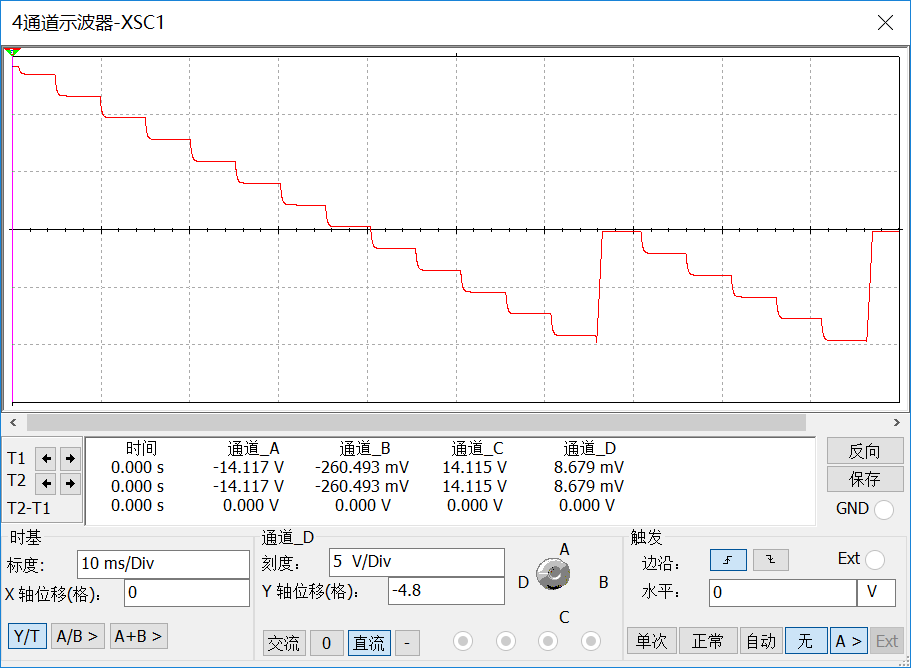 4通道示波器-XSC1
T1
T2
T2-T1
时间 通道_A 通道_B 通道_C 通道_D
0.000 s -14.117 V -260.493 mV 14.115 V 8.679 mV
0.000 s -14.117 V -260.493 mV 14.115 V 8.679 mV
0.000 s 0.000 V 0.000 V 0.000 V 0.000 V
反向
保存
GND
时基
标度: 10 ms/Div
X 轴位移(格): 0
Y/T A/B > A+B >
通道_D
刻度: 5 V/Div
Y 轴位移(格): -4.8
交流 0 直流 -
A
D B
C
触发
边沿: Ext
水平: 0 V
单次 正常 自动 无 A > Ext